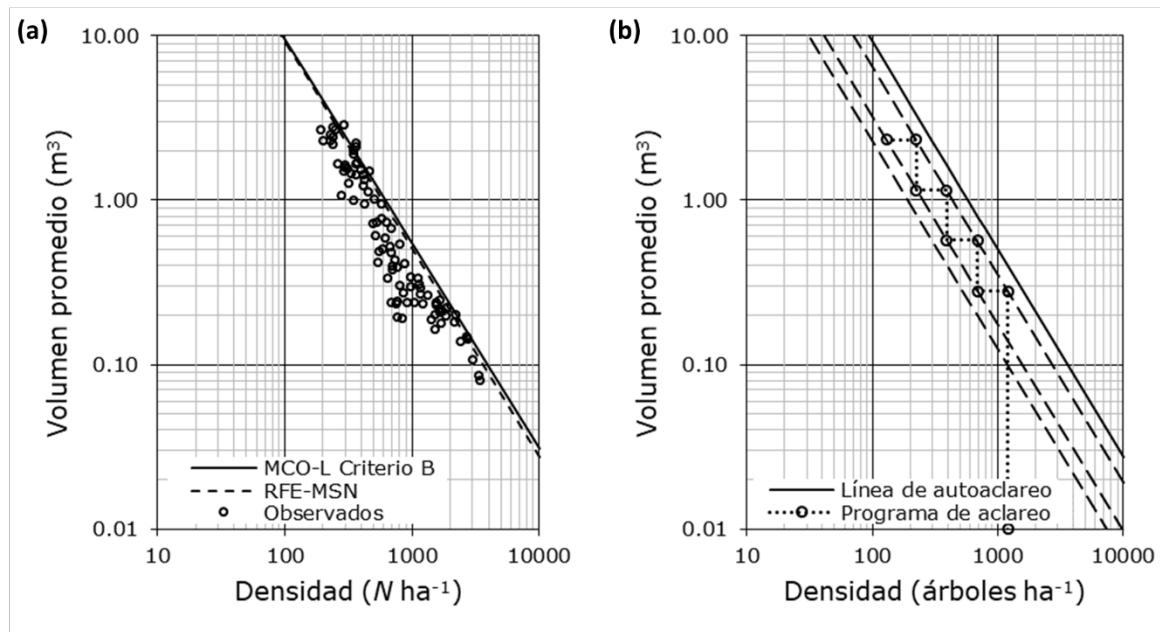 (a)
10.00
1.00
0.10
0.01
Volumen promedio (m³)
MCO-L Criterio B
RFE-MSN
Observados
10 100 1000 10000
Densidad (N ha⁻¹)
(b)
10.00
1.00
0.10
0.01
Volumen promedio (m³)
Línea de autoaclareo
Programa de aclareo
10 100 1000 10000
Densidad (árboles ha⁻¹)